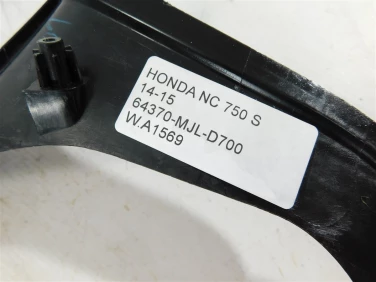 HONDA NC 750 S
14-15
64370-MJL-D700
W.A1569